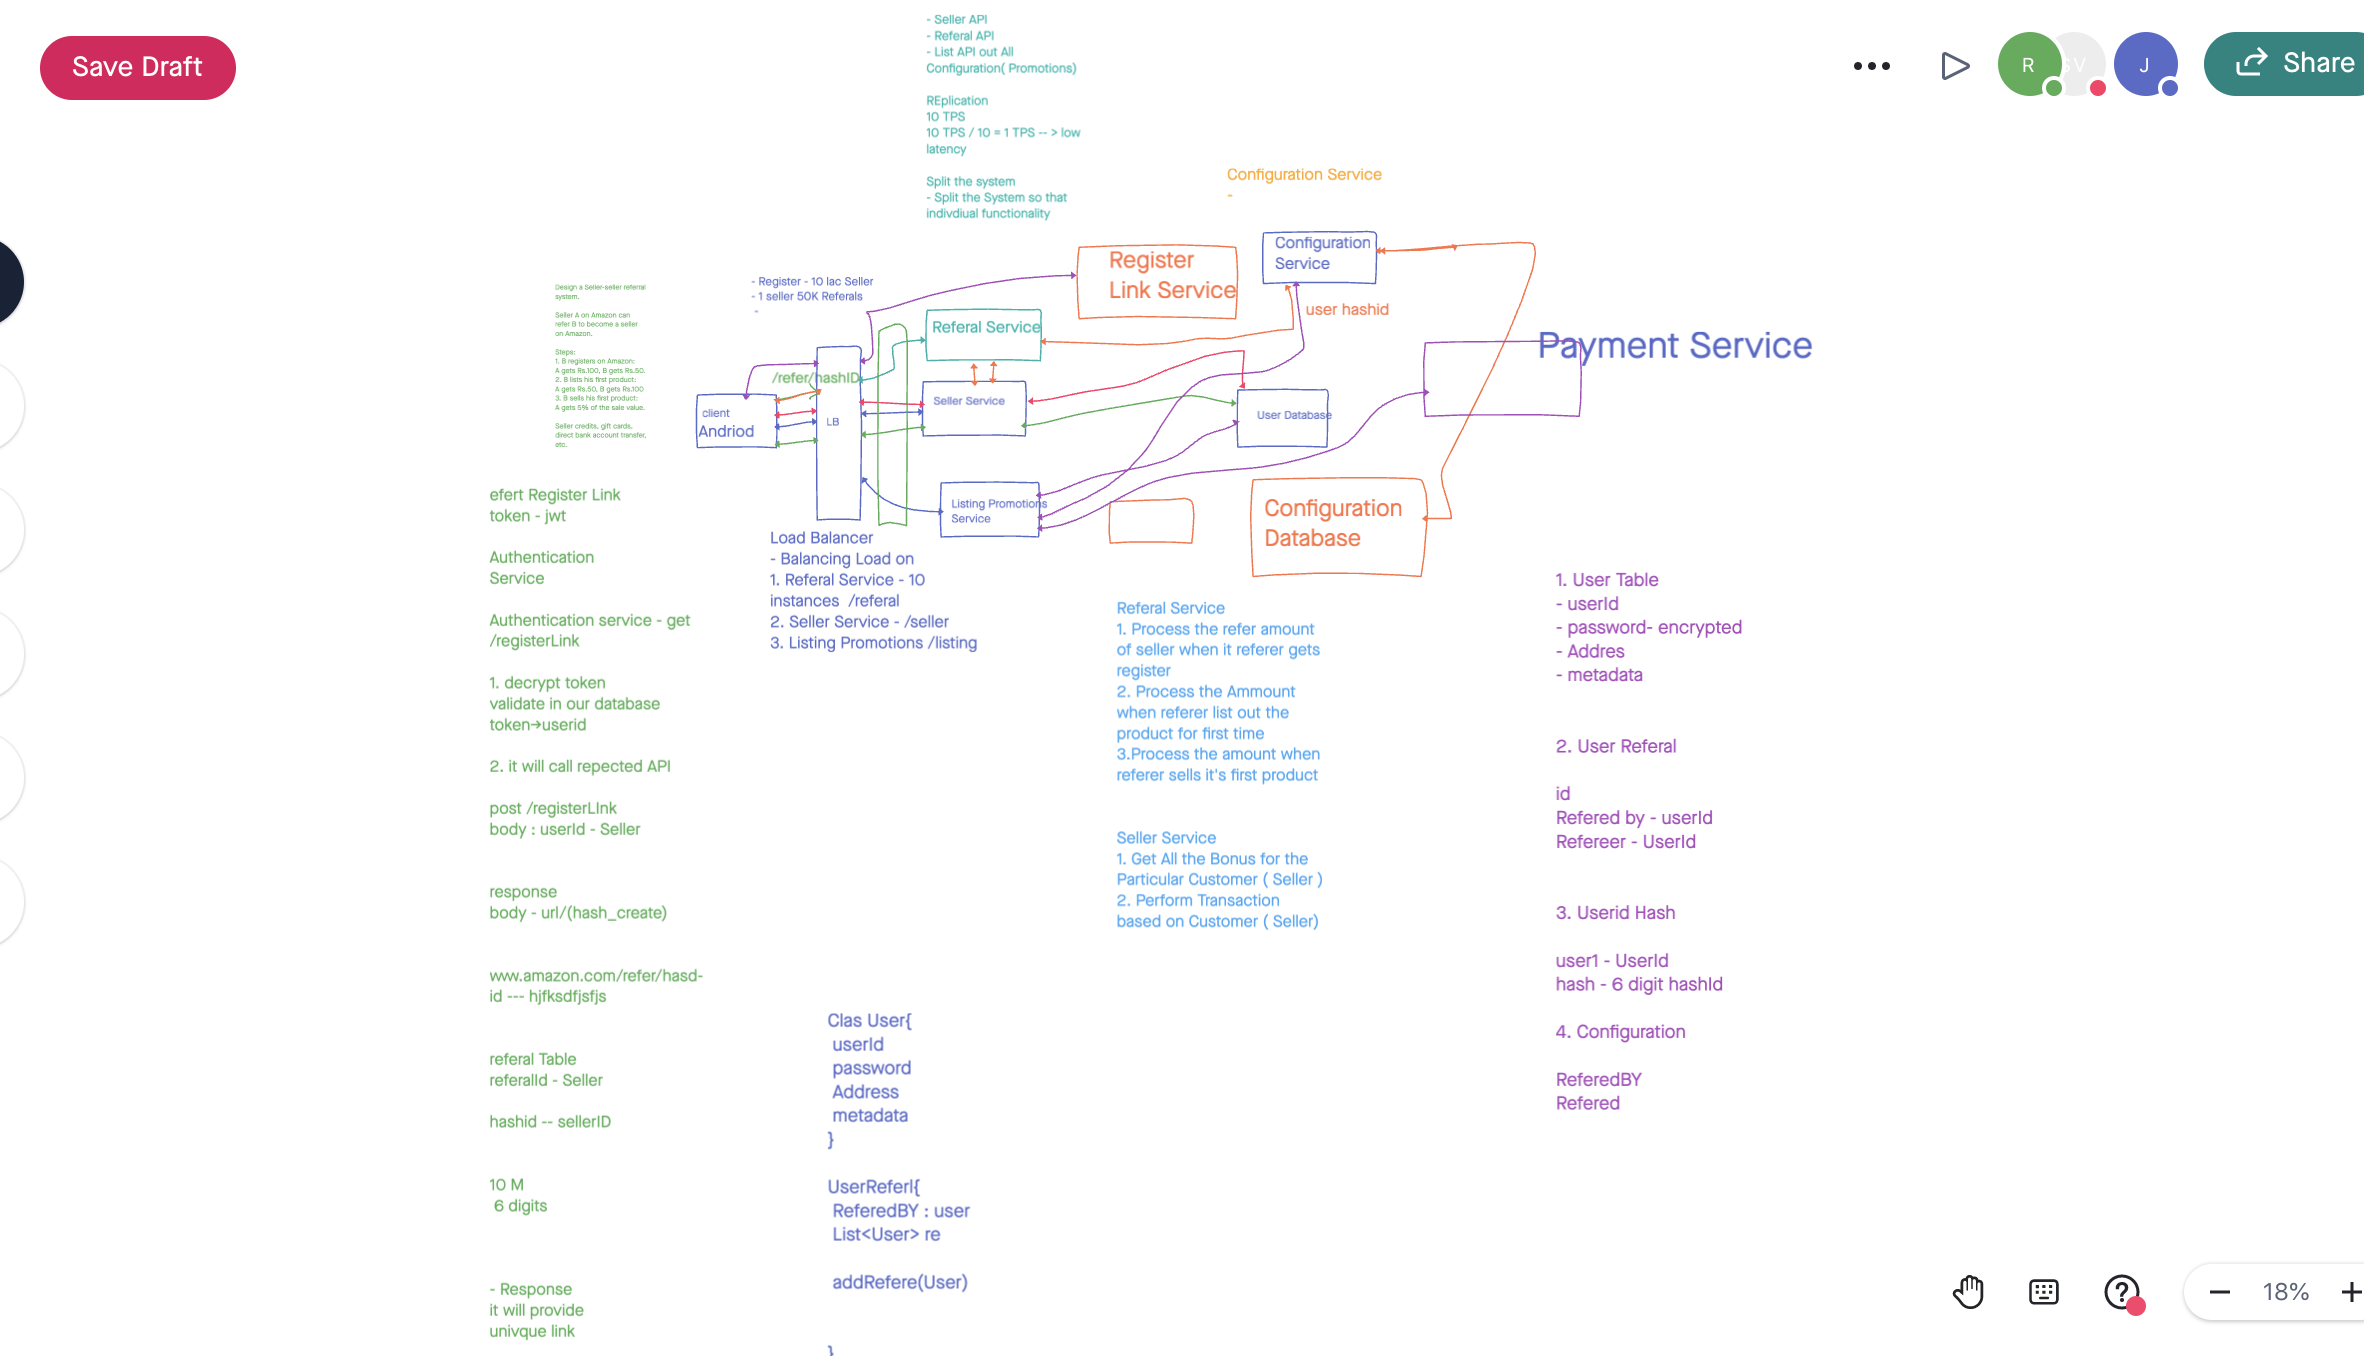 Save Draft
R
SV
J
Share
- Seller API
- Referal API
- List API out All
Configuration( Promotions)
REplication
10 TPS
10 TPS / 10 = 1 TPS -- > low
latency
Split the system
- Split the System so that
indivdiual functionality
Configuration Service
-
Configuration
Service
Register
Link Service
user hashid
- Register - 10 lac Seller
- 1 seller 50K Referals
-
Referal Service
Payment Service
/refer/hashID
Seller Service
client
Andriod
LB
User Database
Listing Promotions
Service
Configuration
Database
Design a Seller-seller referral
system.
Seller A on Amazon can
refer B to become a seller
on Amazon.
Steps:
1. B registers on Amazon:
A gets Rs.100, B gets Rs.50.
2. B lists his first product:
A gets Rs.50, B gets Rs.100
3. B sells his first product:
A gets 5% of the sale value.
Seller credits, gift cards,
direct bank account transfer,
etc.
efert Register Link
token - jwt
Authentication
Service
Authentication service - get
/registerLink
1. decrypt token
validate in our database
token→userid
2. it will call repected API
post /registerLInk
body : userId - Seller
response
body - url/(hash_create)
www.amazon.com/refer/hasd-
id --- hjfksdfjsfjs
referal Table
referalId - Seller
hashid -- sellerID
10 M
6 digits
- Response
it will provide
univque link
Load Balancer
- Balancing Load on
1. Referal Service - 10
instances /referal
2. Seller Service - /seller
3. Listing Promotions /listing
Referal Service
1. Process the refer amount
of seller when it referer gets
register
2. Process the Ammount
when referer list out the
product for first time
3.Process the amount when
referer sells it's first product
Seller Service
1. Get All the Bonus for the
Particular Customer ( Seller )
2. Perform Transaction
based on Customer ( Seller)
Clas User{
userId
password
Address
metadata
}
UserReferl{
ReferedBY : user
List<User> re
addRefere(User)
}
1. User Table
- userId
- password- encrypted
- Addres
- metadata
2. User Referal
id
Refered by - userId
Refereer - UserId
3. Userid Hash
user1 - UserId
hash - 6 digit hashId
4. Configuration
ReferedBY
Refered
18%